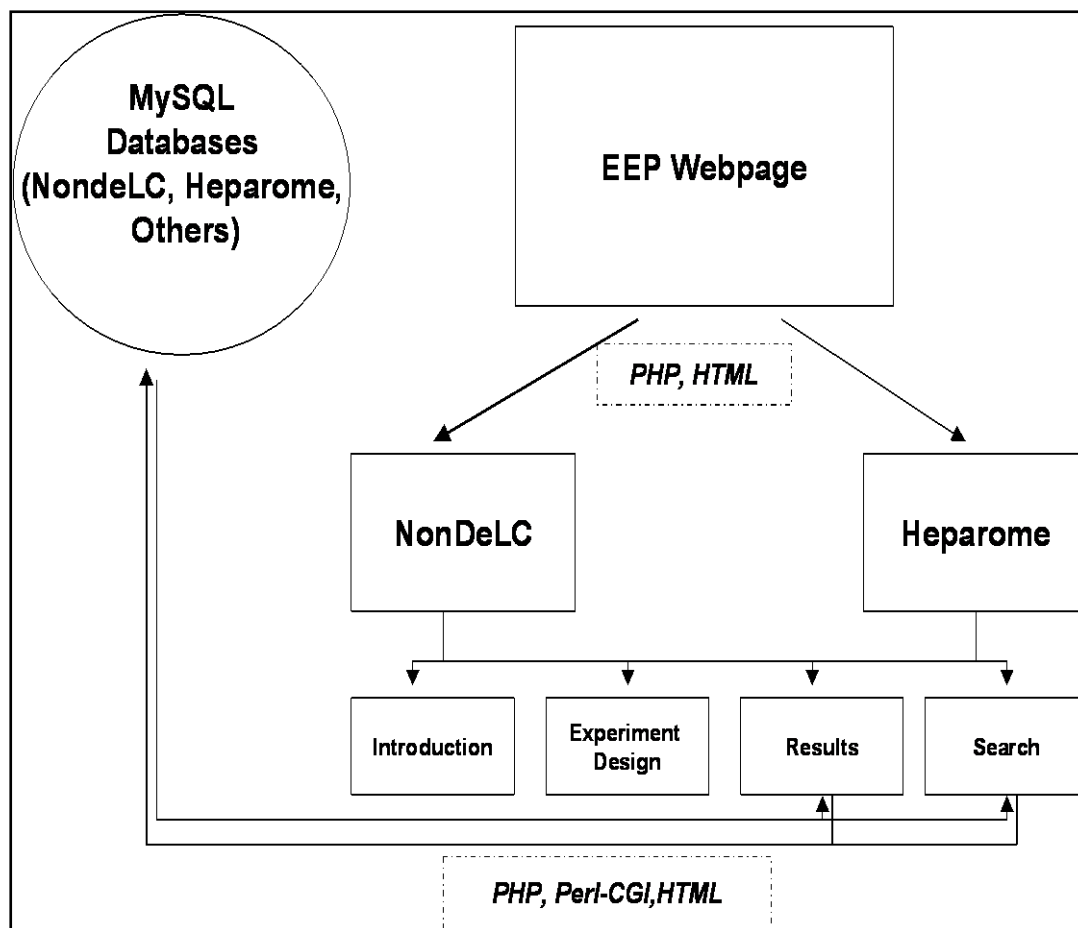 MySQL
Databases
(NondeLC, Heparome,
Others)
EEP Webpage
PHP, HTML
NonDeLC
Heparome
Introduction
Experiment
Design
Results
Search
PHP, Perl-CGI,HTML